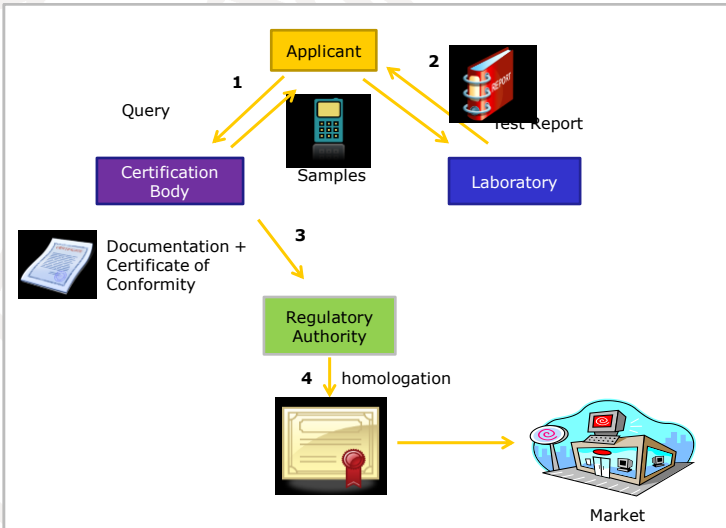 Applicant
2
1
REPORT
Query
Test Report
Certification
Body
Samples
Laboratory
3
Documentation +
Certificate of
Conformity
Regulatory
Authority
4 homologation
Market